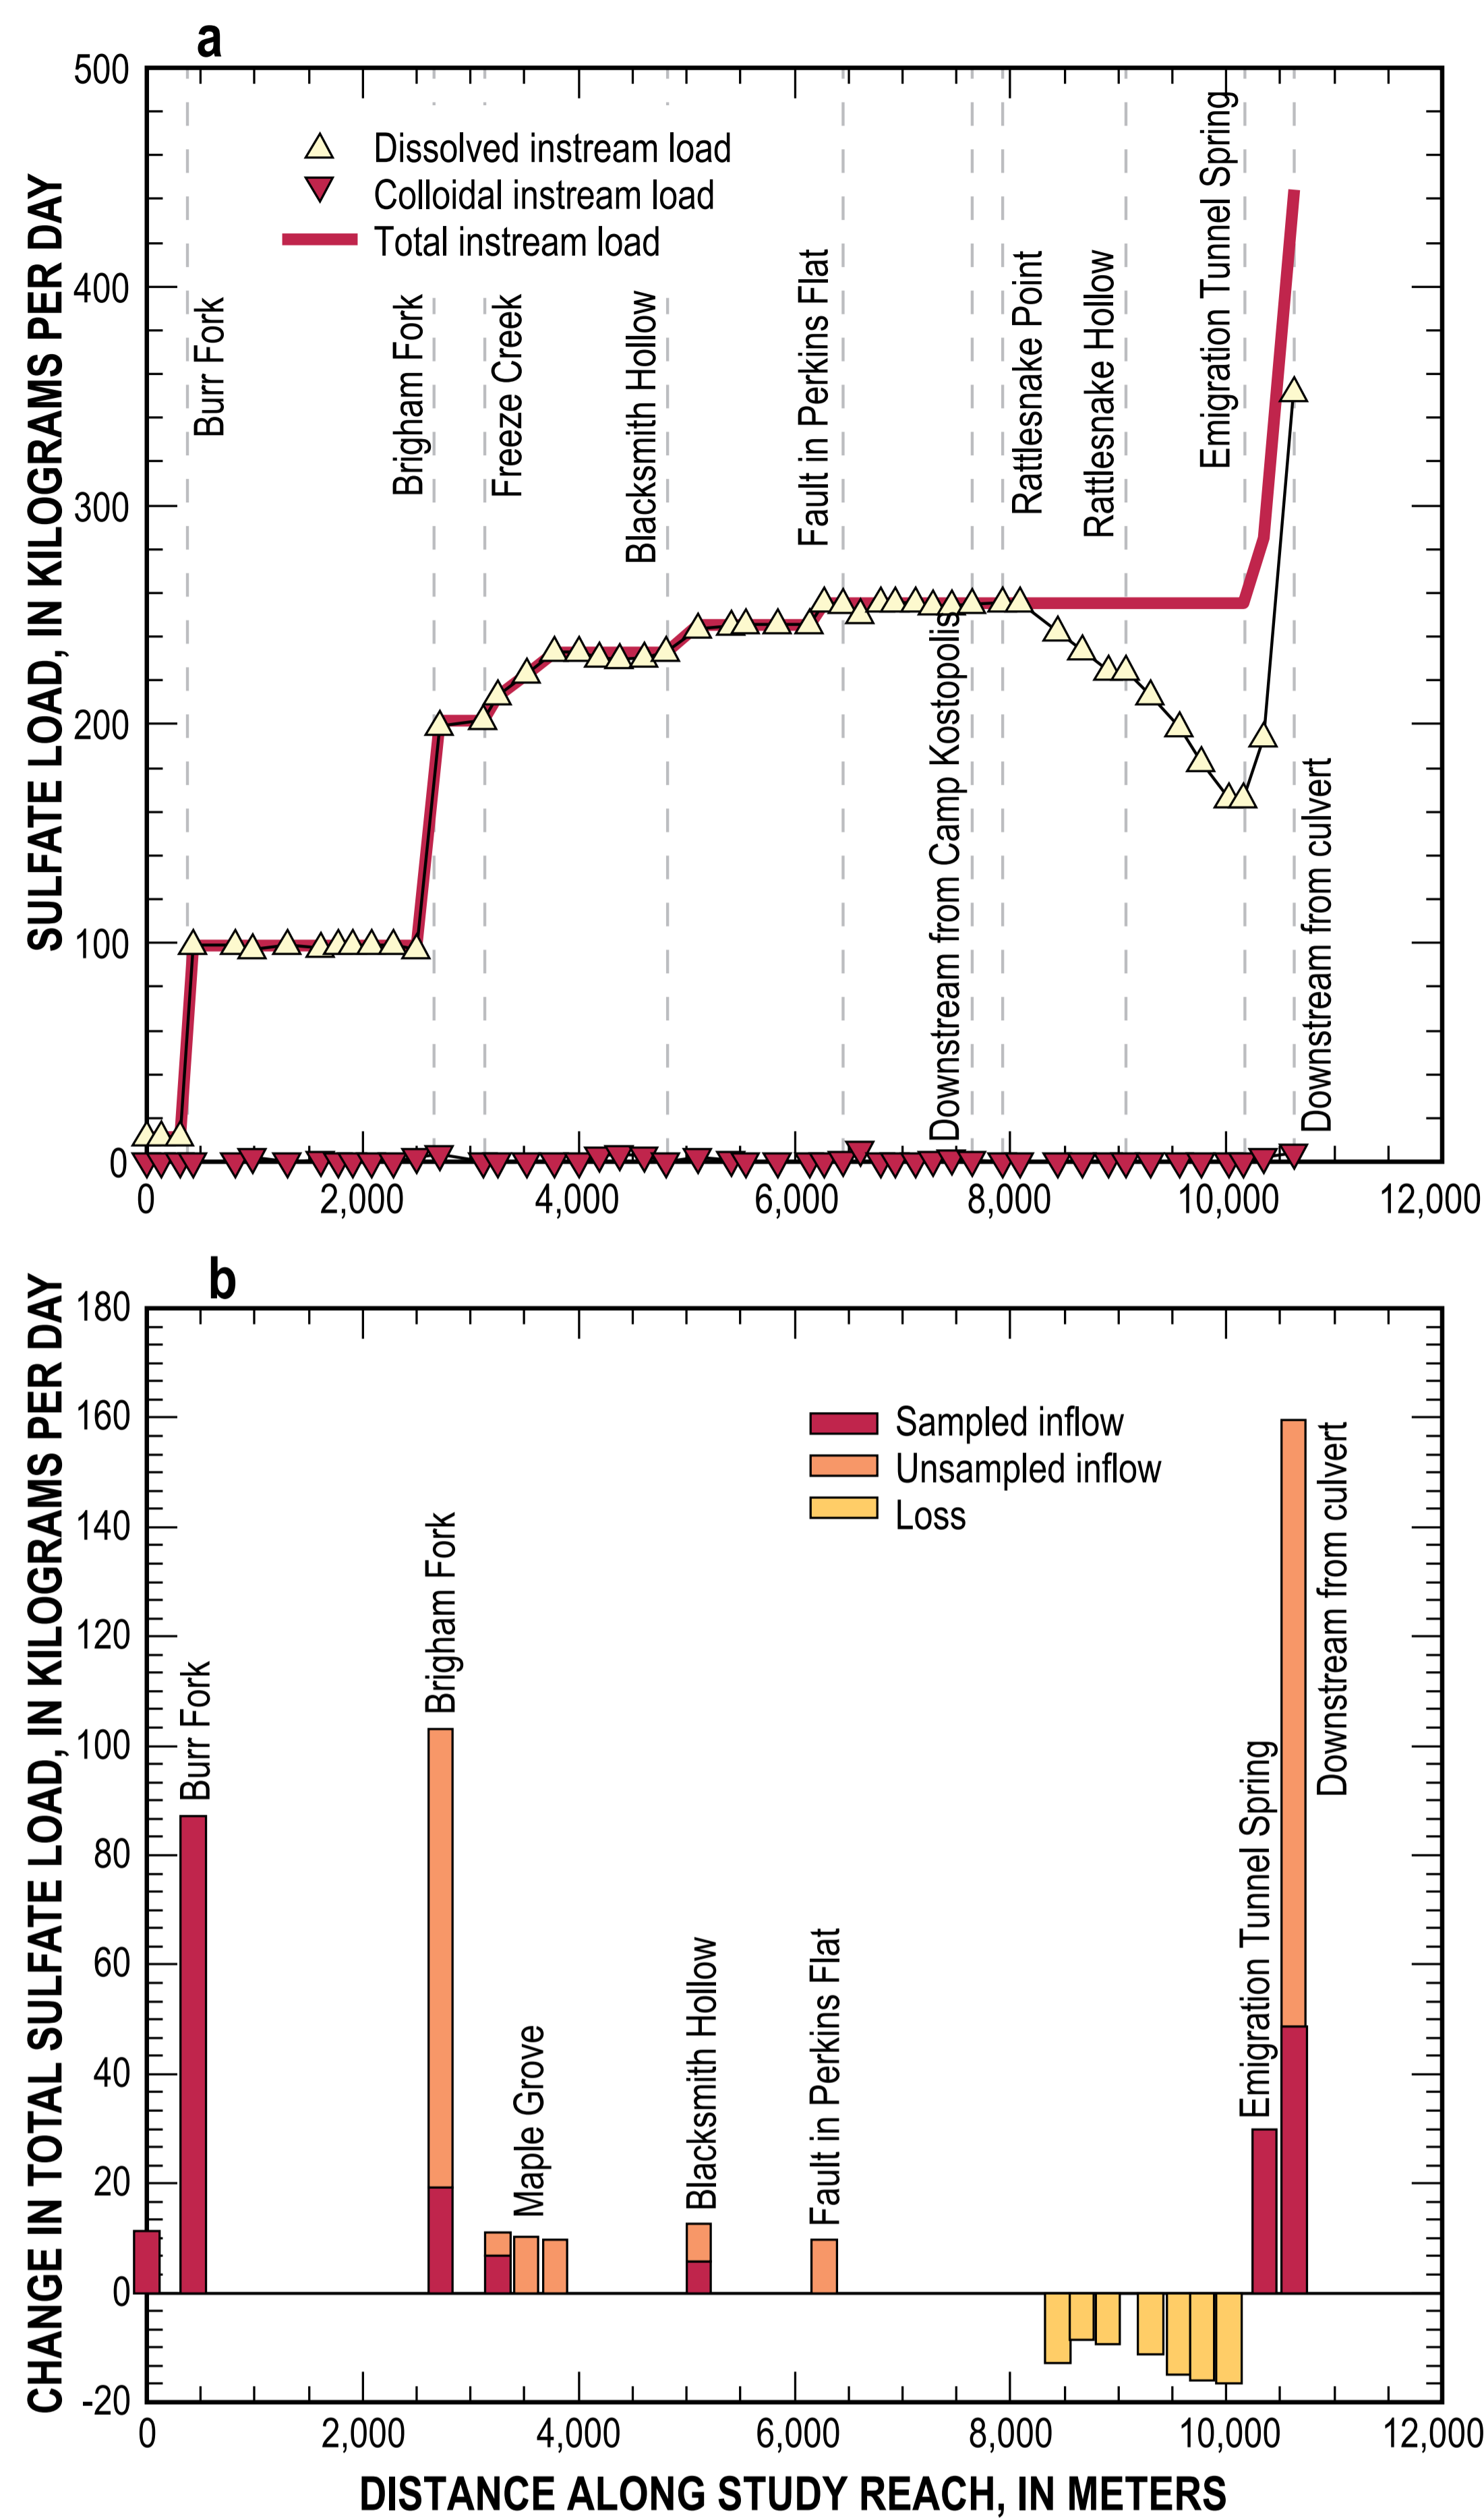 a
SULFATE LOAD, IN KILOGRAMS PER DAY
500
400
300
200
100
0
Dissolved instream load
Colloidal instream load
Total instream load
Burr Fork
Brigham Fork
Freeze Creek
Blacksmith Hollow
Fault in Perkins Flat
Downstream from Camp Kostopolis
Rattlesnake Point
Rattlesnake Hollow
Emigration Tunnel Spring
Downstream from culvert
0
2,000
4,000
6,000
8,000
10,000
12,000
b
CHANGE IN TOTAL SULFATE LOAD, IN KILOGRAMS PER DAY
180
160
140
120
100
80
60
40
20
0
-20
Sampled inflow
Unsampled inflow
Loss
Burr Fork
Brigham Fork
Maple Grove
Blacksmith Hollow
Fault in Perkins Flat
Emigration Tunnel Spring
Downstream from culvert
0
2,000
4,000
6,000
8,000
10,000
12,000
DISTANCE ALONG STUDY REACH, IN METERS